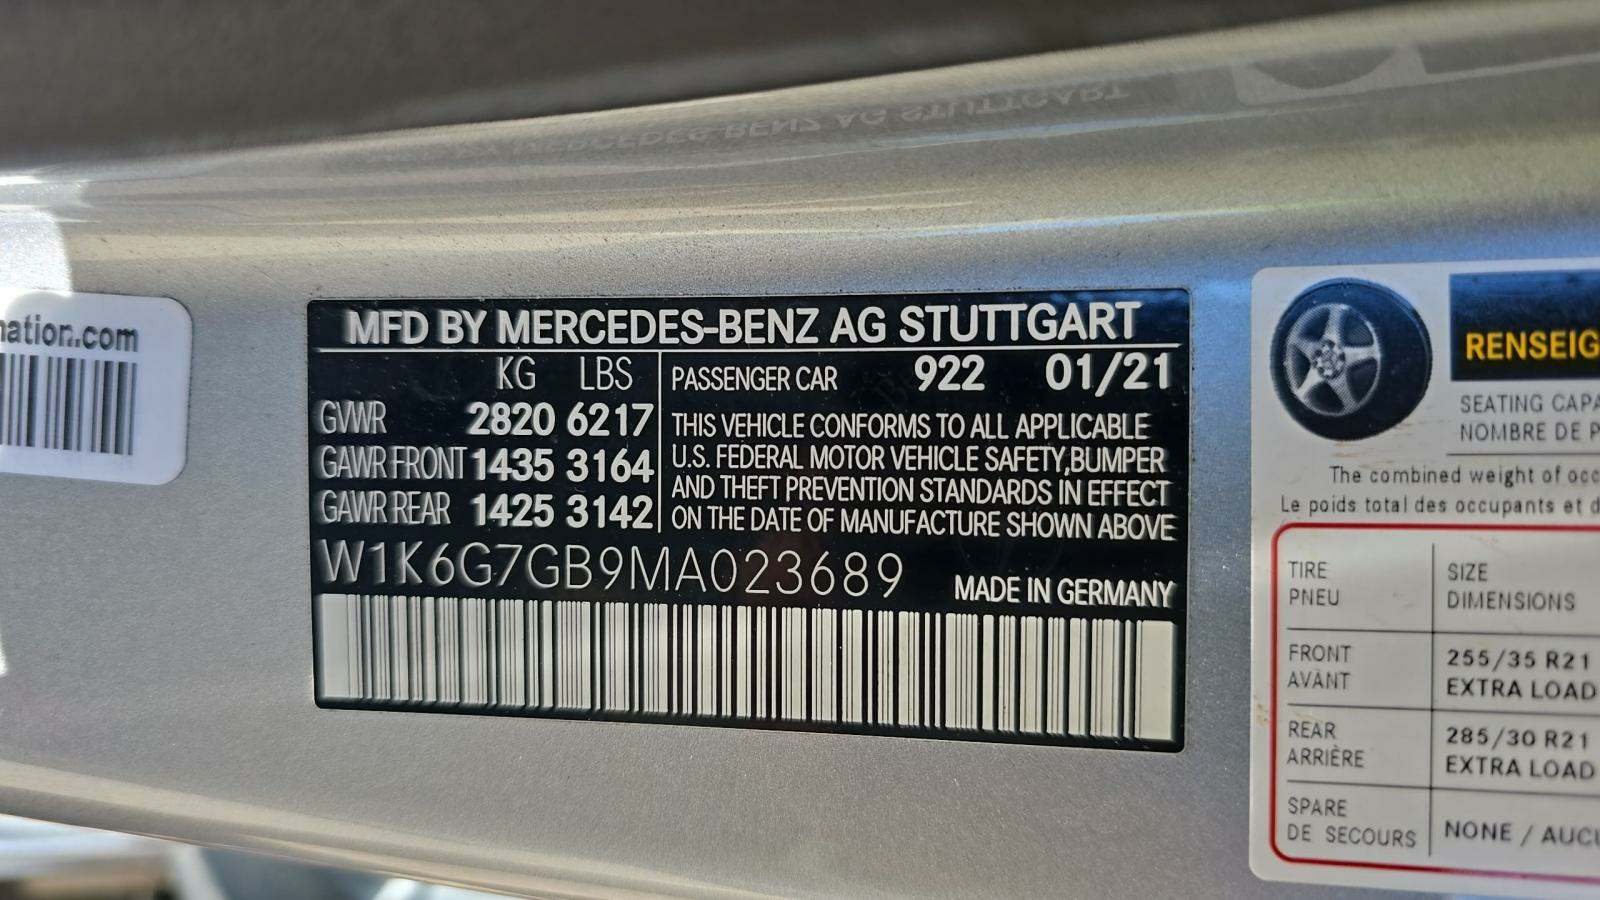 nation.com
MFD BY MERCEDES-BENZ AG STUTTGART
KG LBS
GVWR 2820 6217
GAWR FRONT 1435 3164
GAWR REAR 1425 3142
PASSENGER CAR 922 01/21
THIS VEHICLE CONFORMS TO ALL APPLICABLE
U.S. FEDERAL MOTOR VEHICLE SAFETY,BUMPER
AND THEFT PREVENTION STANDARDS IN EFFECT
ON THE DATE OF MANUFACTURE SHOWN ABOVE
W1K6G7GB9MA023689
MADE IN GERMANY
RENSEIG
SEATING CAPA
NOMBRE DE P
The combined weight of occ
Le poids total des occupants et d
TIRE
PNEU
SIZE
DIMENSIONS
FRONT
AVANT
255/35 R21
EXTRA LOAD
REAR
ARRIÈRE
285/30 R21
EXTRA LOAD
SPARE
DE SECOURS
NONE / AUCU